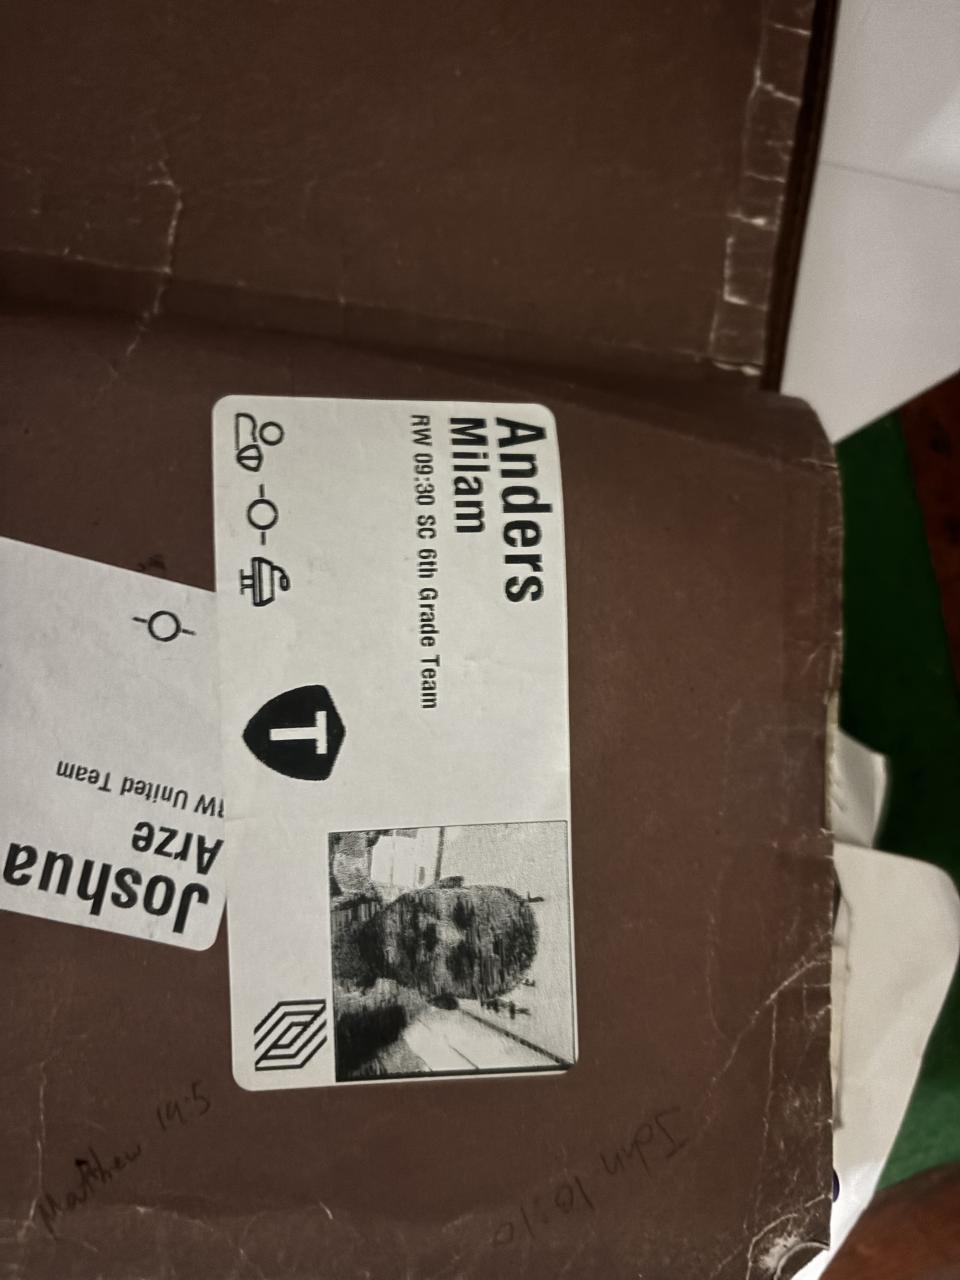 Anders
Milam
RW 09:30 SC 6th Grade Team
T
Joshua
Arze
RW United Team
Matthew 19:5
John 10:10